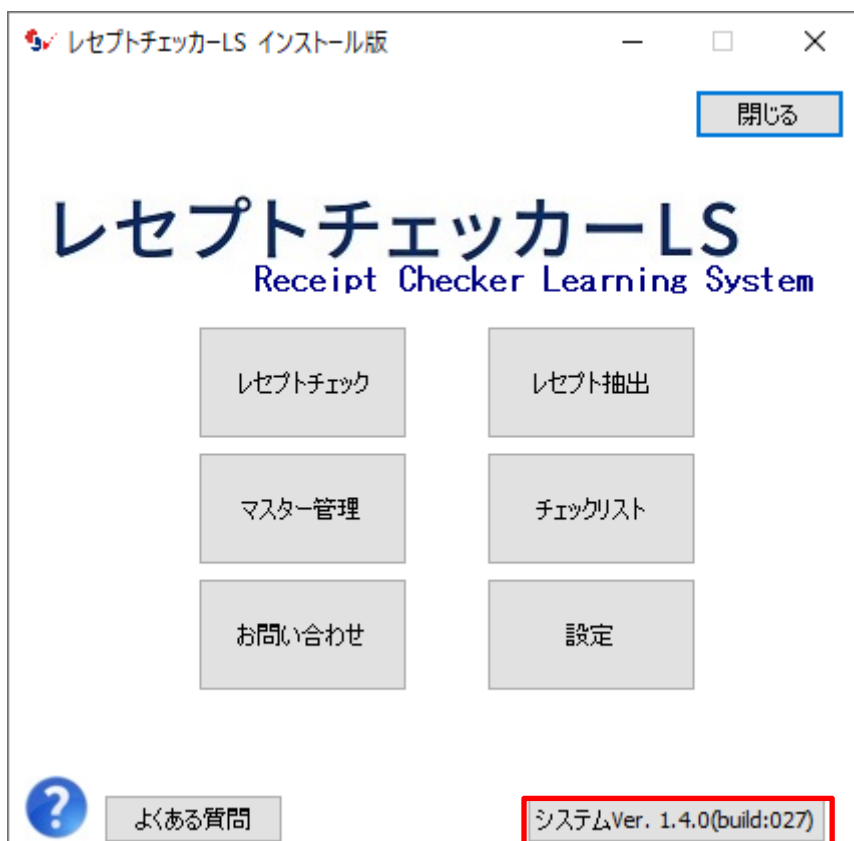 レセプトチェッカーLS インストール版
閉じる
レセプトチェッカーLS
Receipt Checker Learning System
レセプトチェック
レセプト抽出
マスター管理
チェックリスト
お問い合わせ
設定
?
よくある質問
システムVer. 1.4.0(build:027)